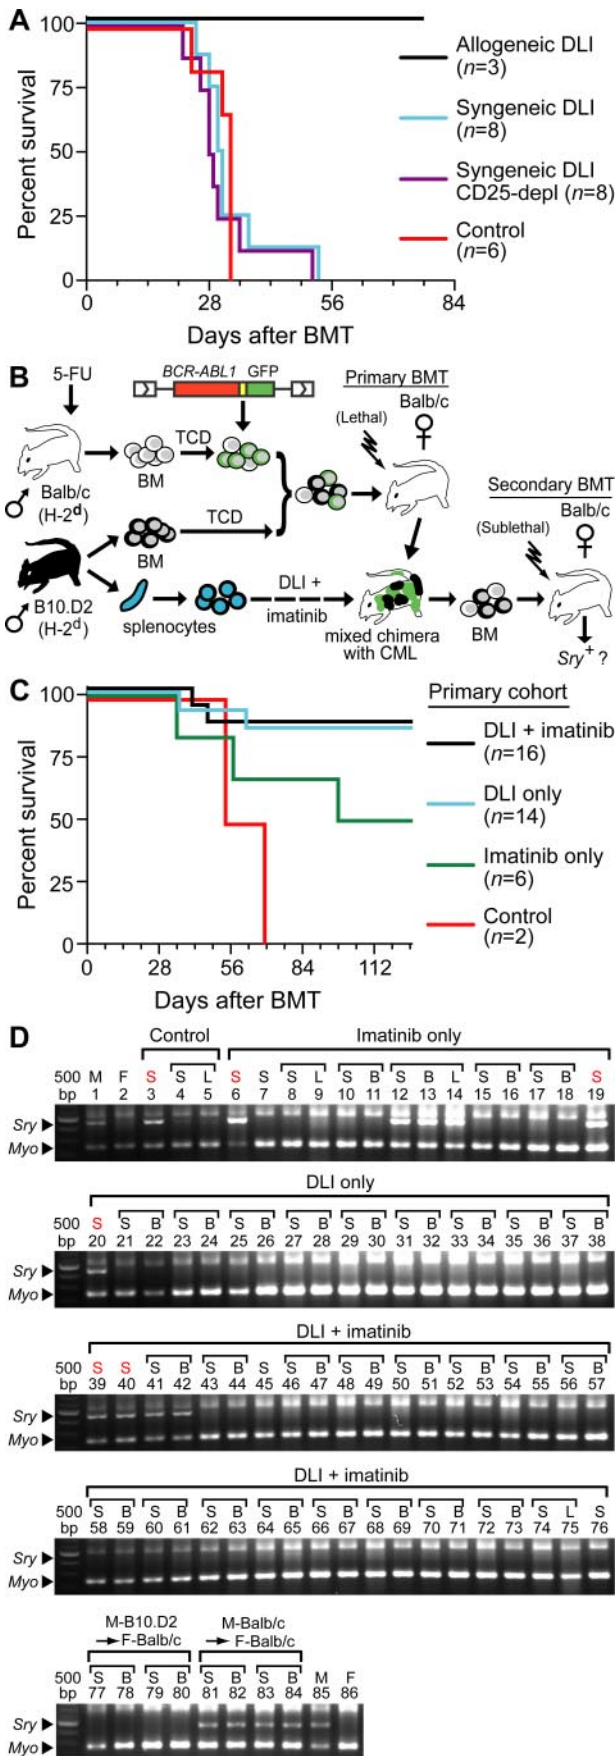 A
100
75
50
25
0
Percent survival
0 28 56 84
Days after BMT
Allogeneic DLI
(n=3)
Syngeneic DLI
(n=8)
Syngeneic DLI
CD25-depl (n=8)
Control
(n=6)
B
5-FU
BCR-ABL1 GFP
Primary BMT
Balb/c
♀
(Lethal)
TCD
BM
♂ Balb/c
(H-2d)
TCD
BM
Secondary BMT
Balb/c
♀
(Sublethal)
♂ B10.D2
(H-2d)
splenocytes
DLI +
imatinib
mixed chimera
with CML
BM
Sry+ ?
C
100
75
50
25
0
Percent survival
0 28 56 84 112
Days after BMT
Primary cohort
DLI + imatinib
(n=16)
DLI only
(n=14)
Imatinib only
(n=6)
Control
(n=2)
D
Control Imatinib only
500 M F S S L S S S L S B S B L S B S B S
bp 1 2 3 4 5 6 7 8 9 10 11 12 13 14 15 16 17 18 19
Sry
Myo
DLI only
500 S S B S B S B S B S B S B S B S B S B
bp 20 21 22 23 24 25 26 27 28 29 30 31 32 33 34 35 36 37 38
Sry
Myo
DLI + imatinib
500 S S S B S B S S B S B S B S B S B S B
bp 39 40 41 42 43 44 45 46 47 48 49 50 51 52 53 54 55 56 57
Sry
Myo
DLI + imatinib
500 S B S B S B S B S B S B S B S B S L S
bp 58 59 60 61 62 63 64 65 66 67 68 69 70 71 72 73 74 75 76
Sry
Myo
M-B10.D2 M-Balb/c
F-Balb/c F-Balb/c
500 S B S B S B S B M F
bp 77 78 79 80 81 82 83 84 85 86
Sry
Myo